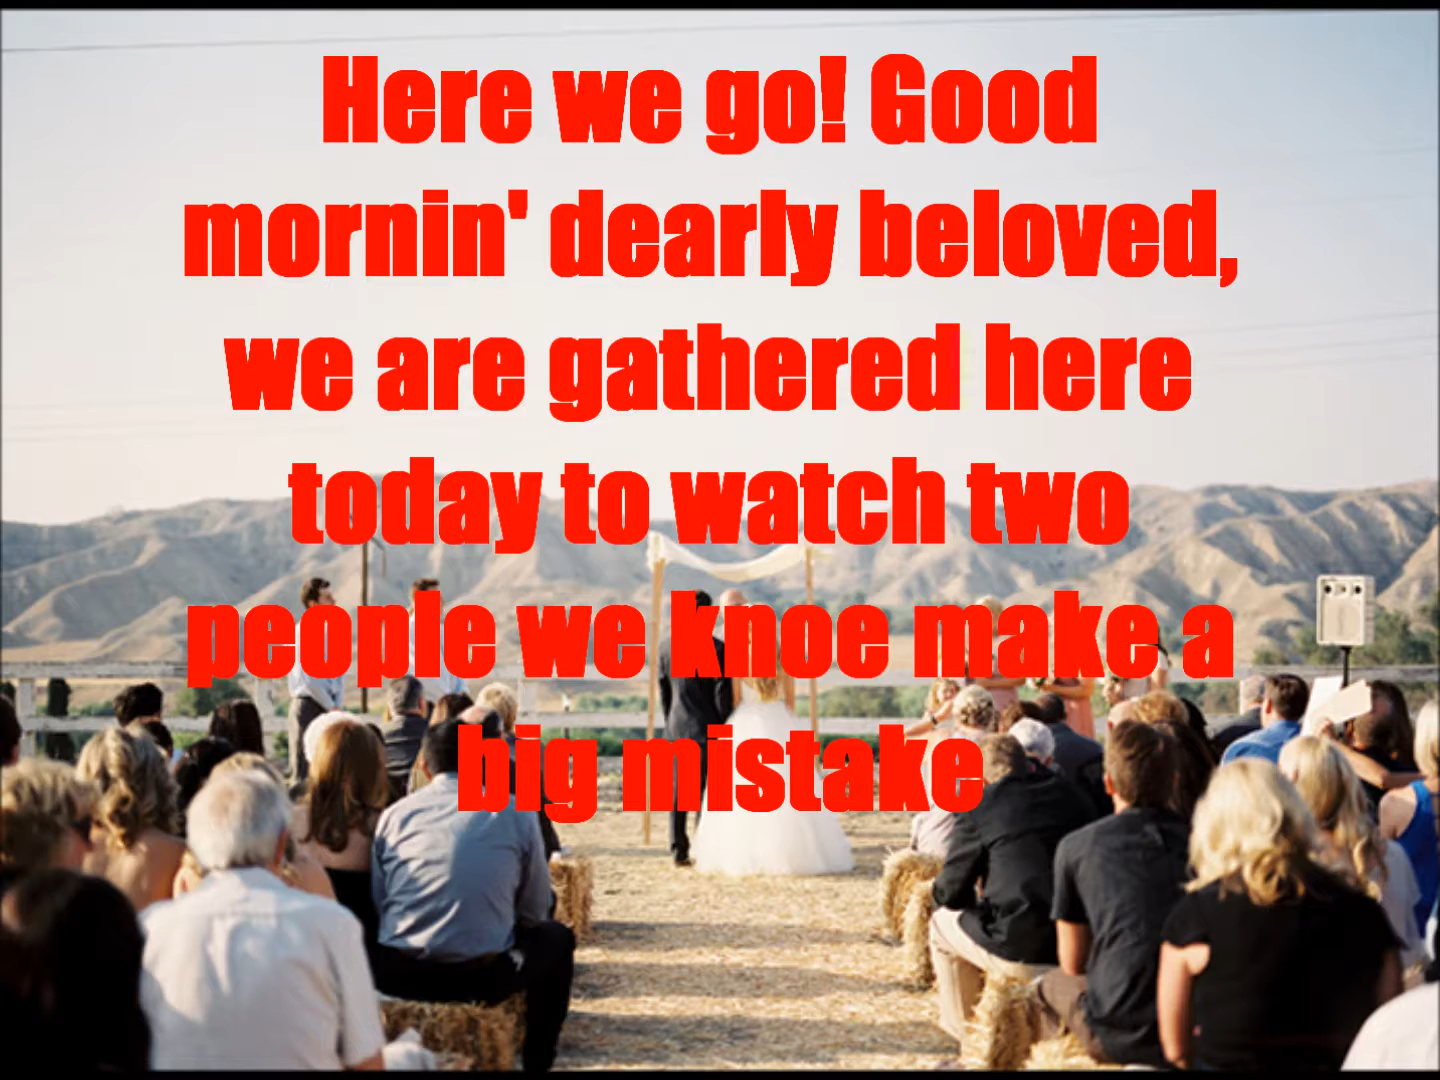 Here we go! Good
mornin' dearly beloved,
we are gathered here
today to watch two
people we knoe make a
big mistake